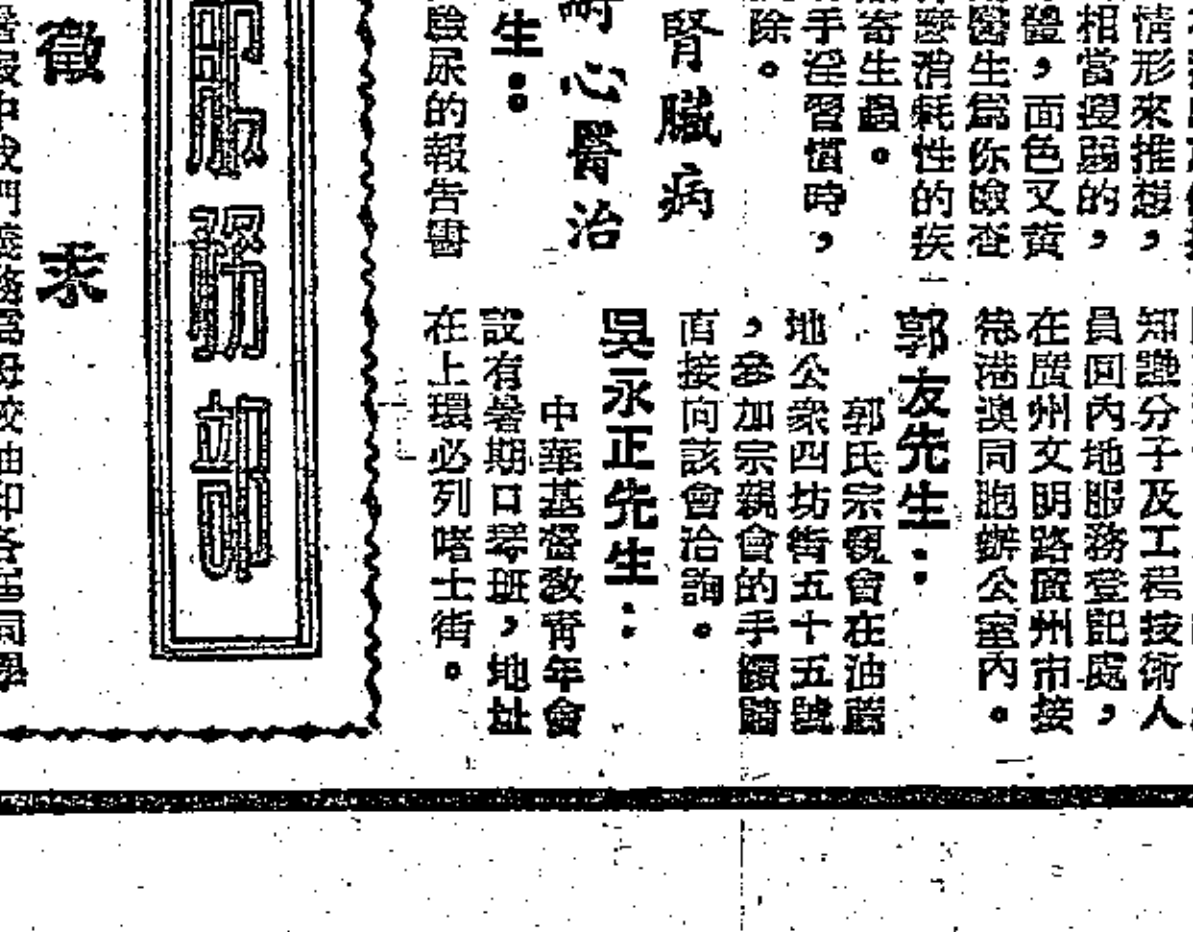 情形來推想，
相當瘦弱的，
體，面色又黃
醫生爲你檢查
消耗性的疾
寄生蟲。
手淫習慣時，
除。
腎臟病
耐心醫治
生：
驗尿的報告書
知識分子及工程技術人
員回內地服務登記處，
在廣州文明路廣州市接
待港澳同胞辦公室內。
郭友先生：
郭氏宗親會在油蔴
地公衆四坊街五十五號
，參加宗親會的手續請
直接向該會洽詢。
吳永正先生：
中華基督教青年會
設有暑期口琴班，地址
在上環必列啫士街。
服務部
徵求